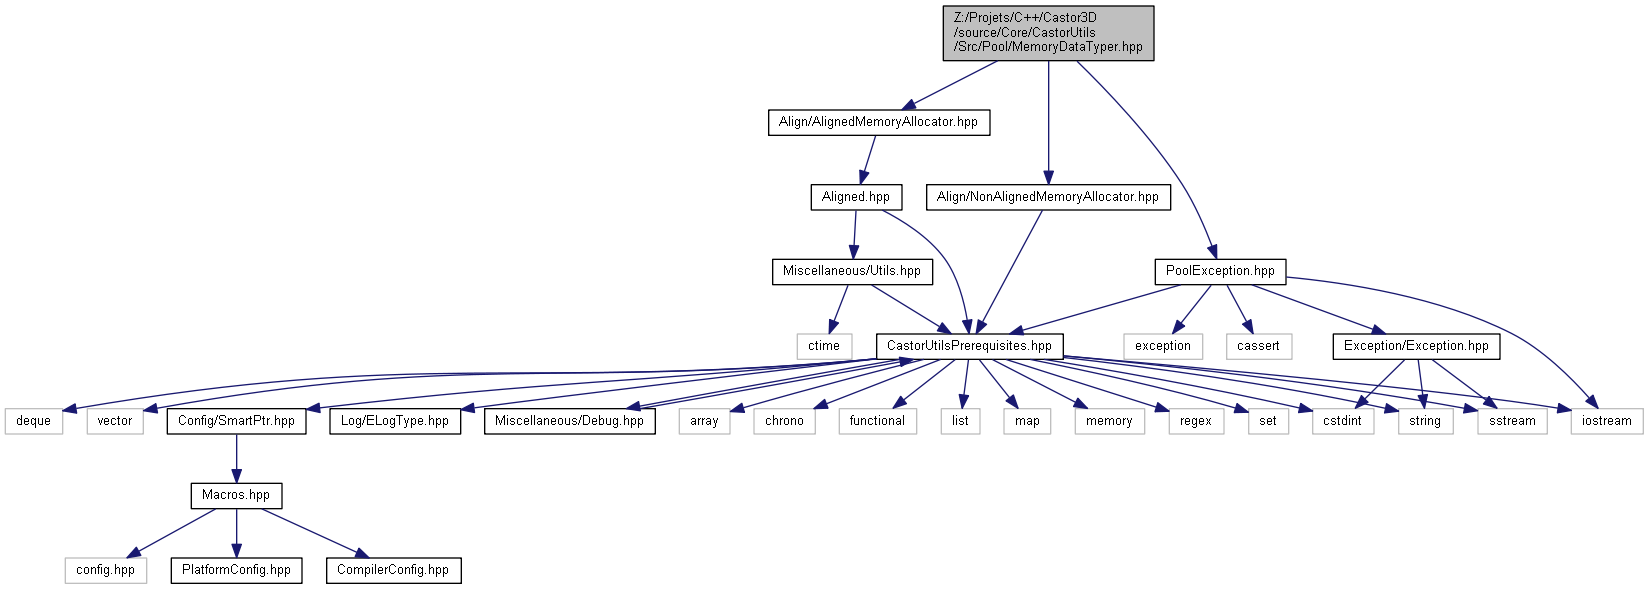 Z:/Projets/C++/Castor3D
/source/Core/CastorUtils
/Src/Pool/MemoryDataTyper.hpp
Align/AlignedMemoryAllocator.hpp
Aligned.hpp
Align/NonAlignedMemoryAllocator.hpp
Miscellaneous/Utils.hpp
PoolException.hpp
ctime
CastorUtilsPrerequisites.hpp
exception
cassert
Exception/Exception.hpp
deque
vector
Config/SmartPtr.hpp
Log/ELogType.hpp
Miscellaneous/Debug.hpp
array
chrono
functional
list
map
memory
regex
set
cstdint
string
sstream
iostream
Macros.hpp
config.hpp
PlatformConfig.hpp
CompilerConfig.hpp